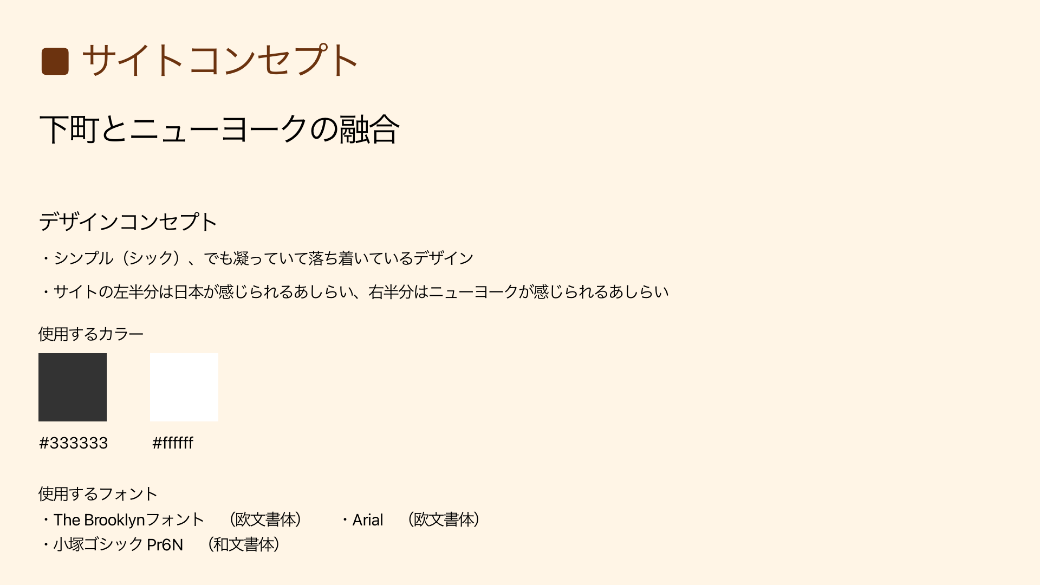 サイトコンセプト
下町とニューヨークの融合
デザインコンセプト
・シンプル（シック）、でも凝っていて落ち着いているデザイン
・サイトの左半分は日本が感じられるあしらい、右半分はニューヨークが感じられるあしらい
使用するカラー
#333333 #ffffff
使用するフォント
・The Brooklynフォント （欧文書体） ・Arial （欧文書体）
・小塚ゴシック Pr6N （和文書体）